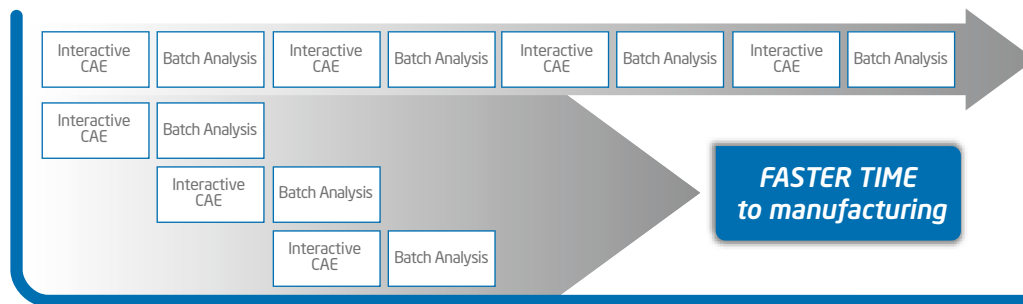 Interactive
CAE
Batch Analysis
Interactive
CAE
Batch Analysis
Interactive
CAE
Batch Analysis
Interactive
CAE
Batch Analysis
Interactive
CAE
Batch Analysis
Interactive
CAE
Batch Analysis
Interactive
CAE
Batch Analysis
FASTER TIME
to manufacturing